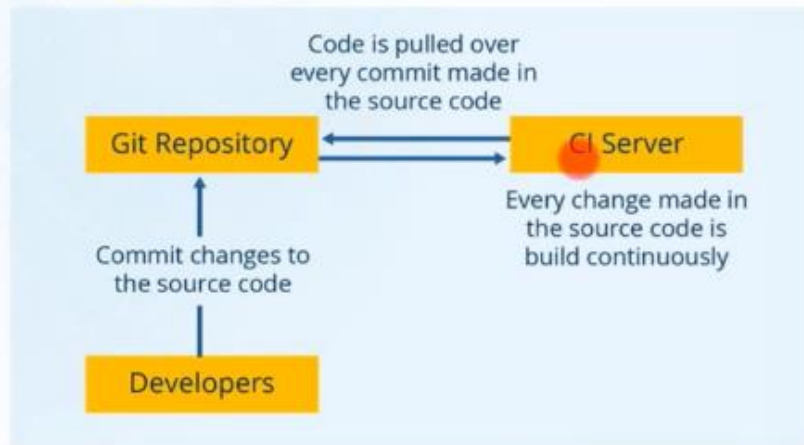 Code is pulled over
every commit made in
the source code
Git Repository
CI Server
Every change made in
the source code is
build continuously
Commit changes to
the source code
Developers